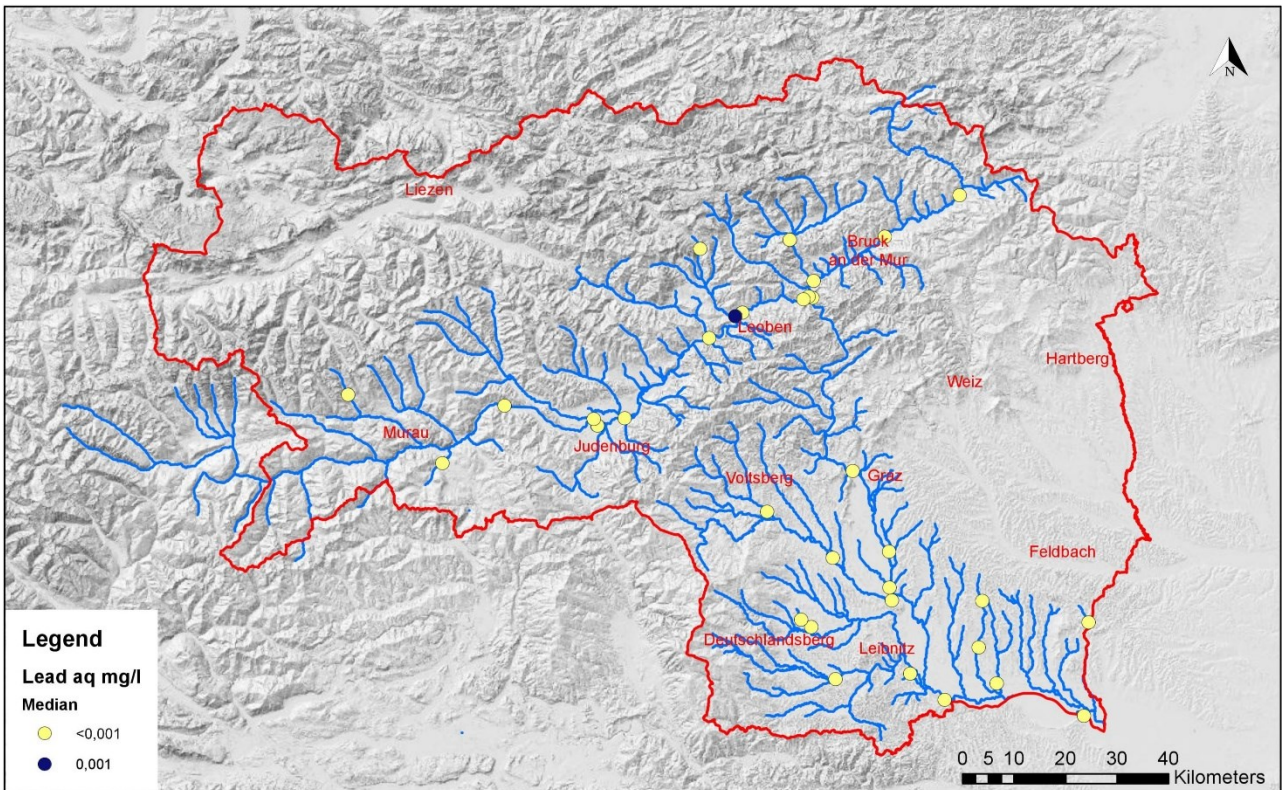 N
Liezen
Bruck
an der Mur
Leoben
Hartberg
Weiz
Murau
Judenburg
Voitsberg
Graz
Feldbach
Deutschlandsberg
Leibnitz
Legend
Lead aq mg/l
Median
<0,001
0,001
0 5 10 20 30 40
Kilometers